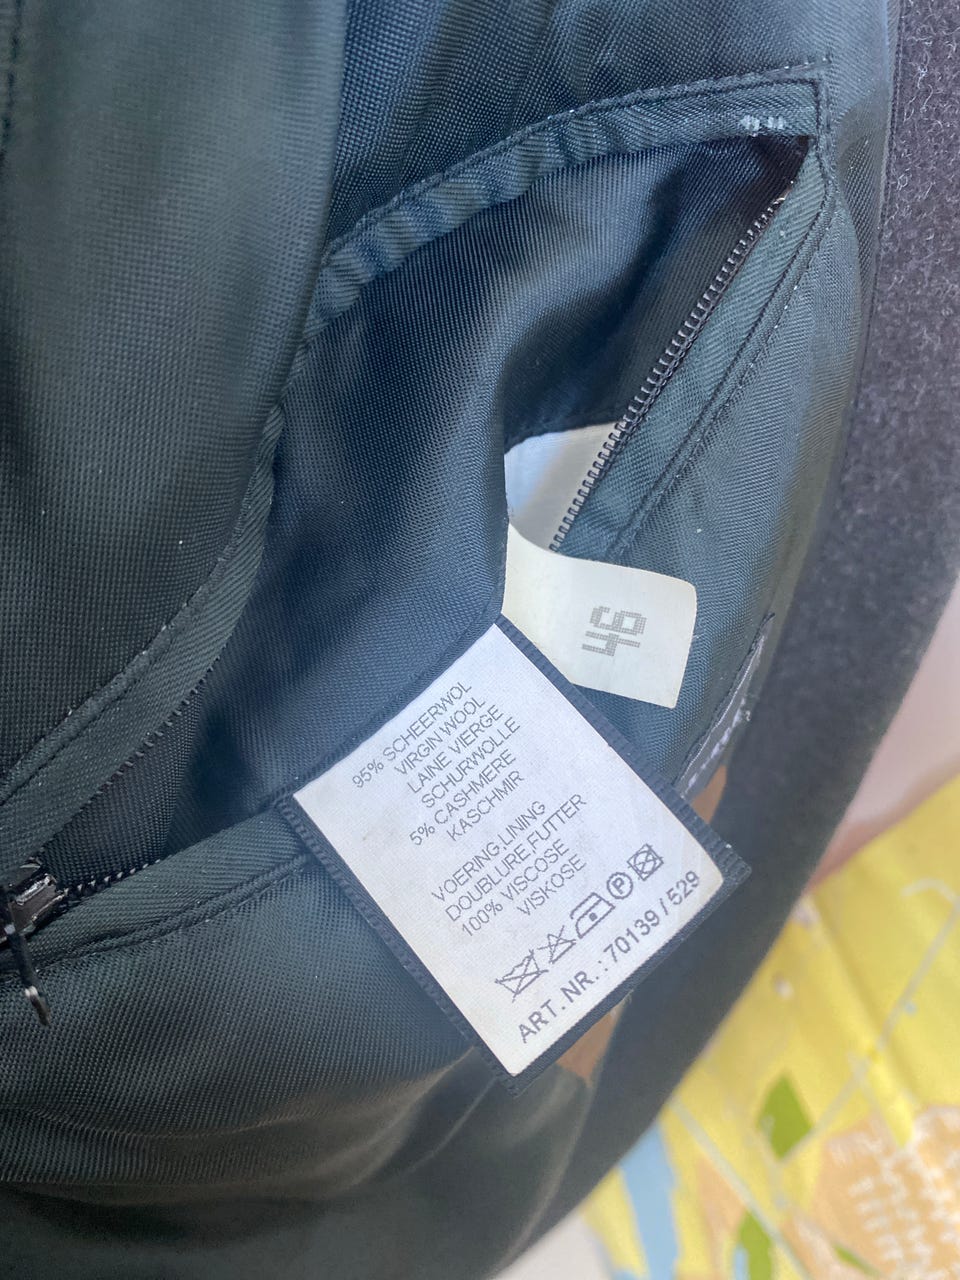 46
95% SCHEERWOL
VIRGIN WOOL
LAINE VIERGE
SCHURWOLLE
5% CASHMERE
KASCHMIR
VOERING.LINING
DOUBLURE.FUTTER
100% VISCOSE
VISKOSE
P
ART. NR. : 70139 / 529